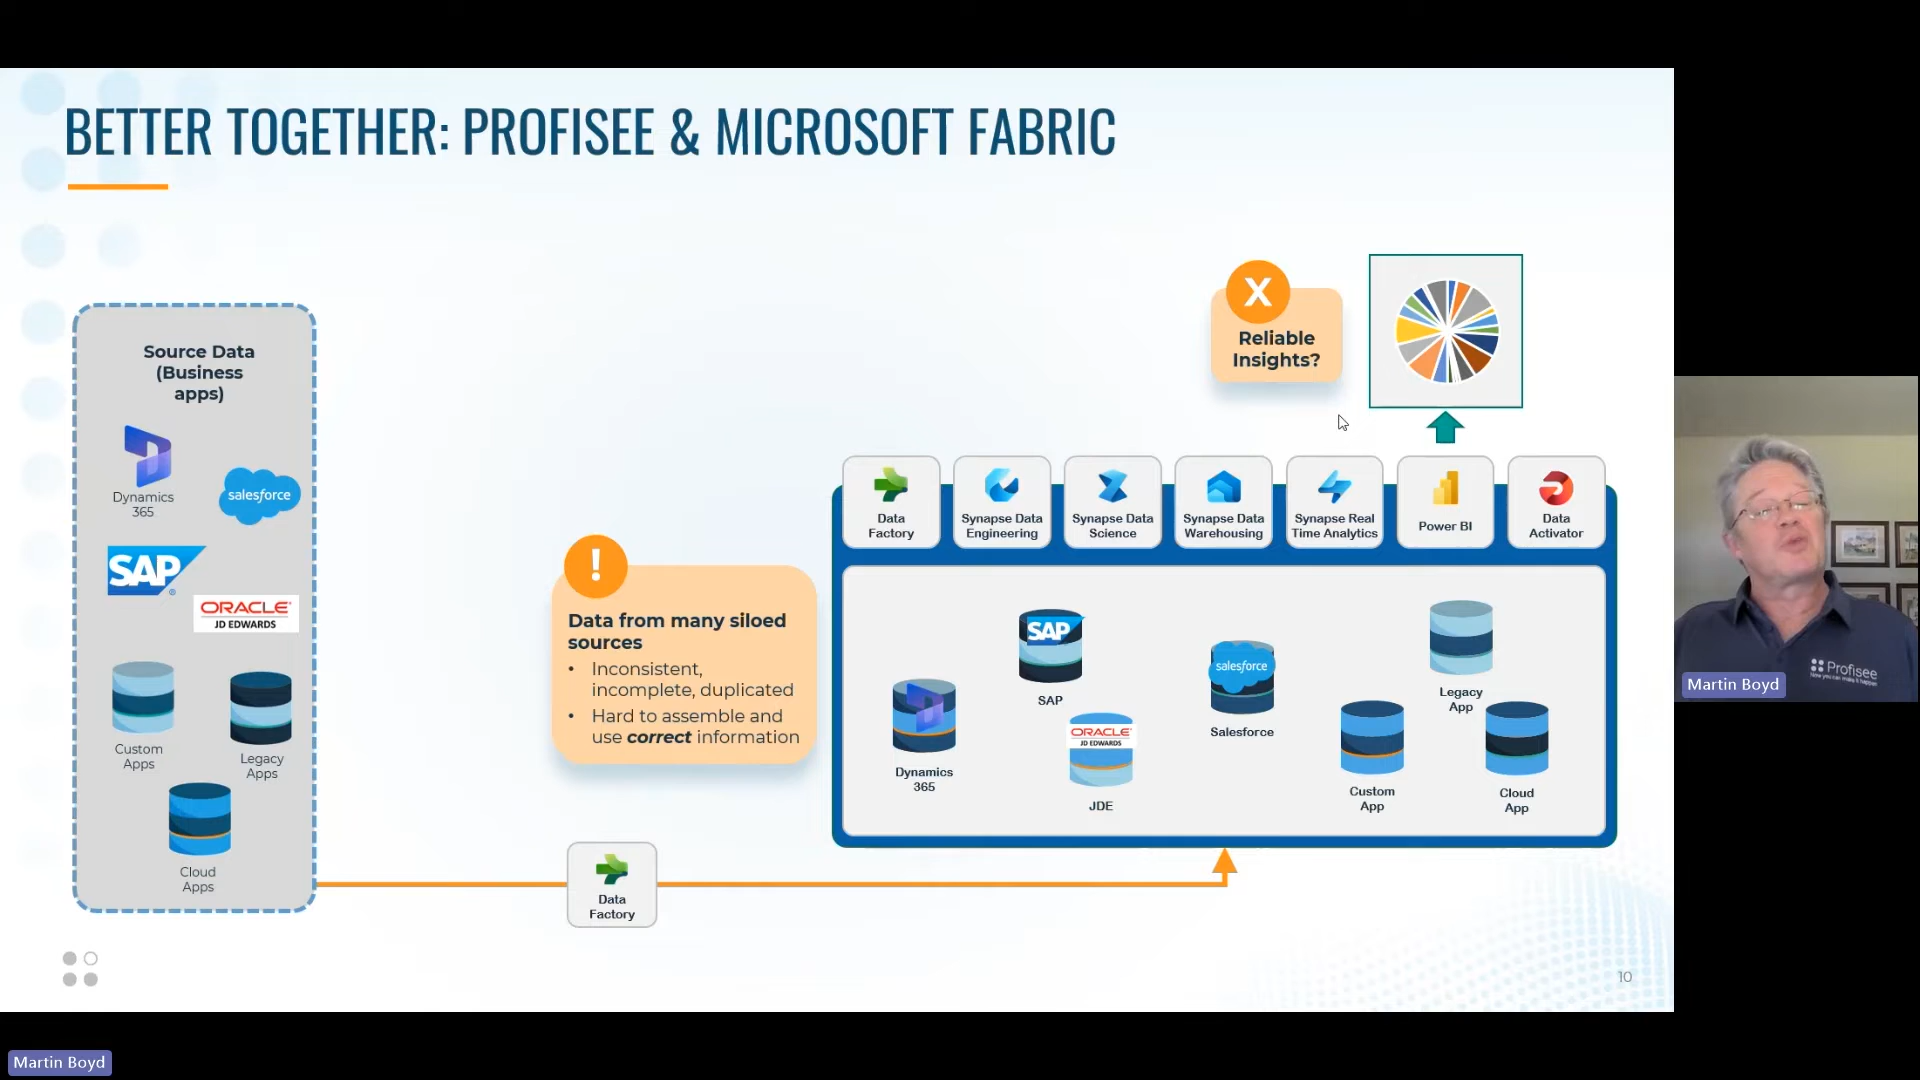 BETTER TOGETHER: PROFISEE & MICROSOFT FABRIC
Source Data
(Business
apps)
Dynamics
365
salesforce
SAP
ORACLE
JD EDWARDS
Custom
Apps
Legacy
Apps
Cloud
Apps
!
Data from many siloed
sources
• Inconsistent,
incomplete, duplicated
• Hard to assemble and
use correct information
Data
Factory
X
Reliable
Insights?
Data
Factory
Synapse Data
Engineering
Synapse Data
Science
Synapse Data
Warehousing
Synapse Real
Time Analytics
Power BI
Data
Activator
Dynamics
365
SAP
SAP
ORACLE
JD EDWARDS
JDE
salesforce
Salesforce
Custom
App
Legacy
App
Cloud
App
10
Profisee
Martin Boyd
Martin Boyd